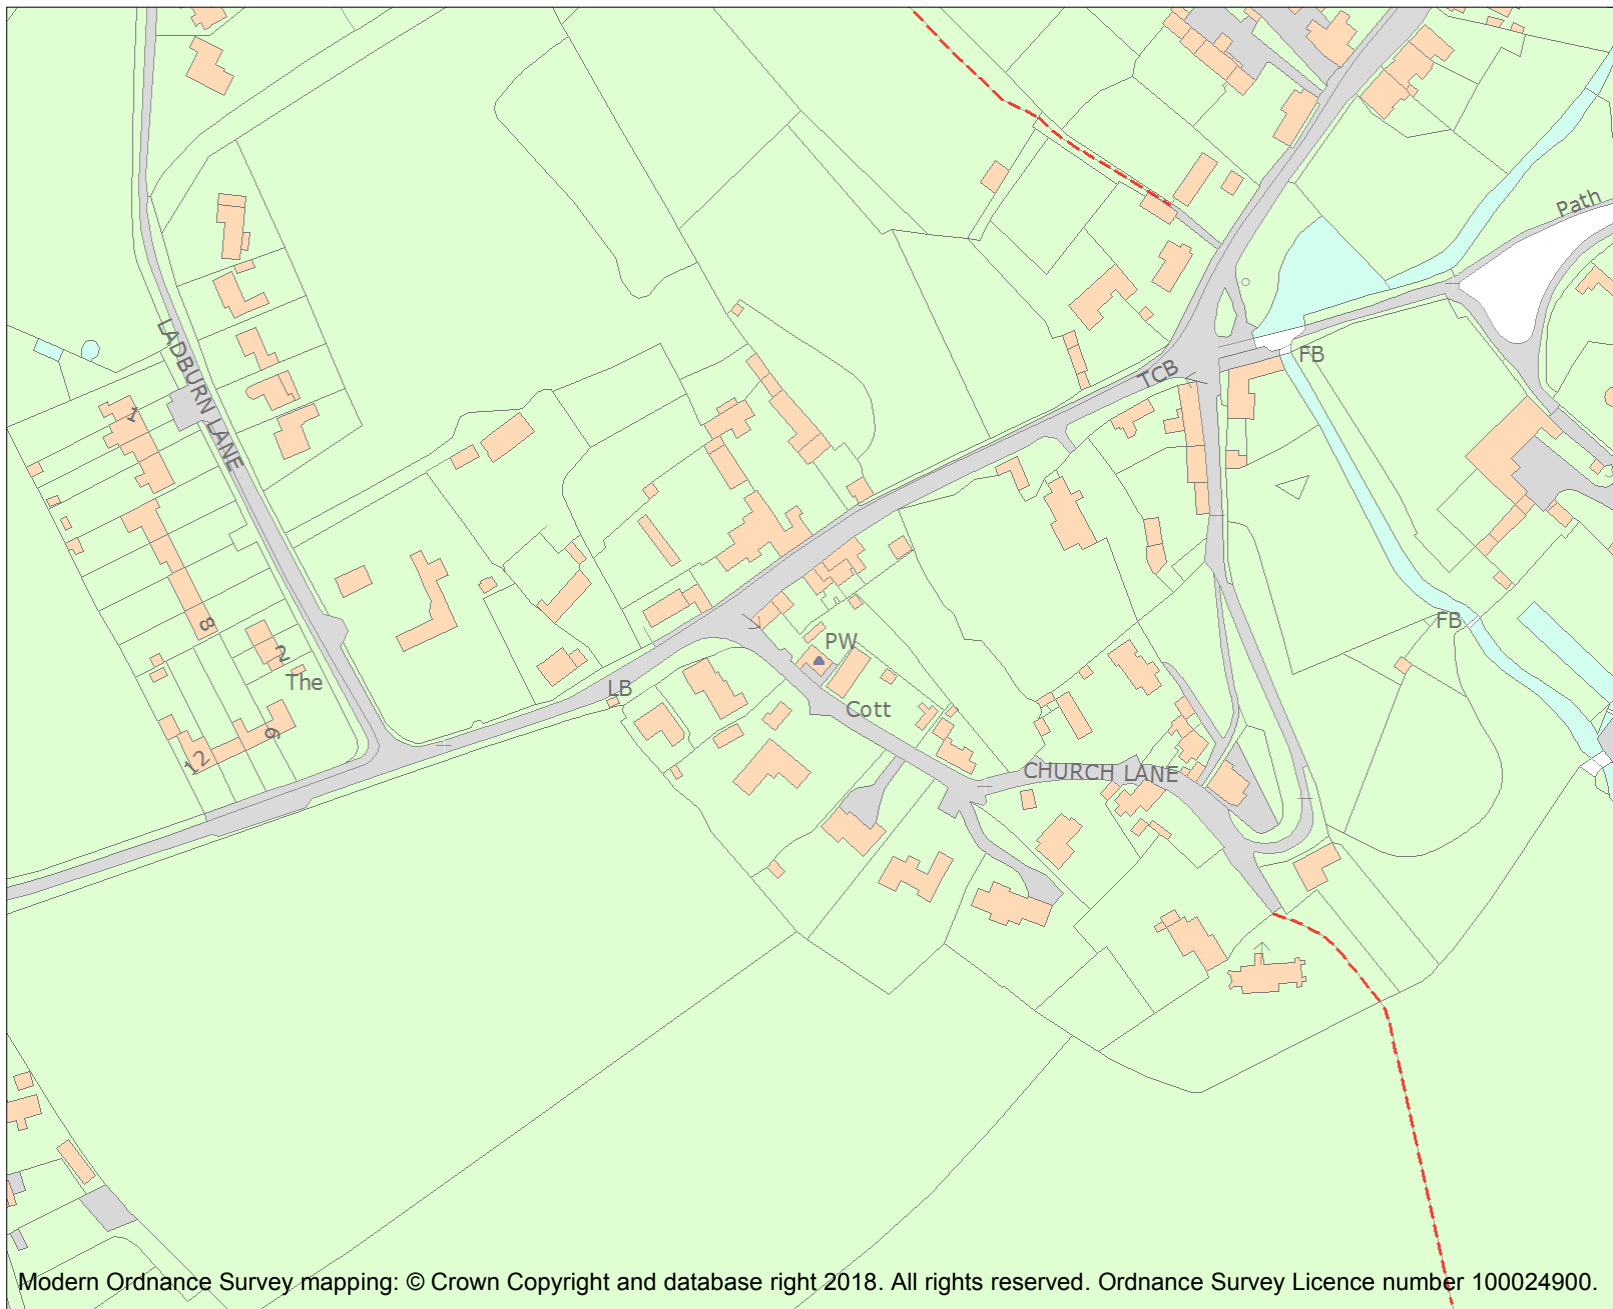 Path
FB
TCB
LADBURN LANE
1
8
FB
2
PW
The
LB
Cott
6
12
CHURCH LANE
Modern Ordnance Survey mapping: © Crown Copyright and database right 2018. All rights reserved. Ordnance Survey Licence number 100024900.